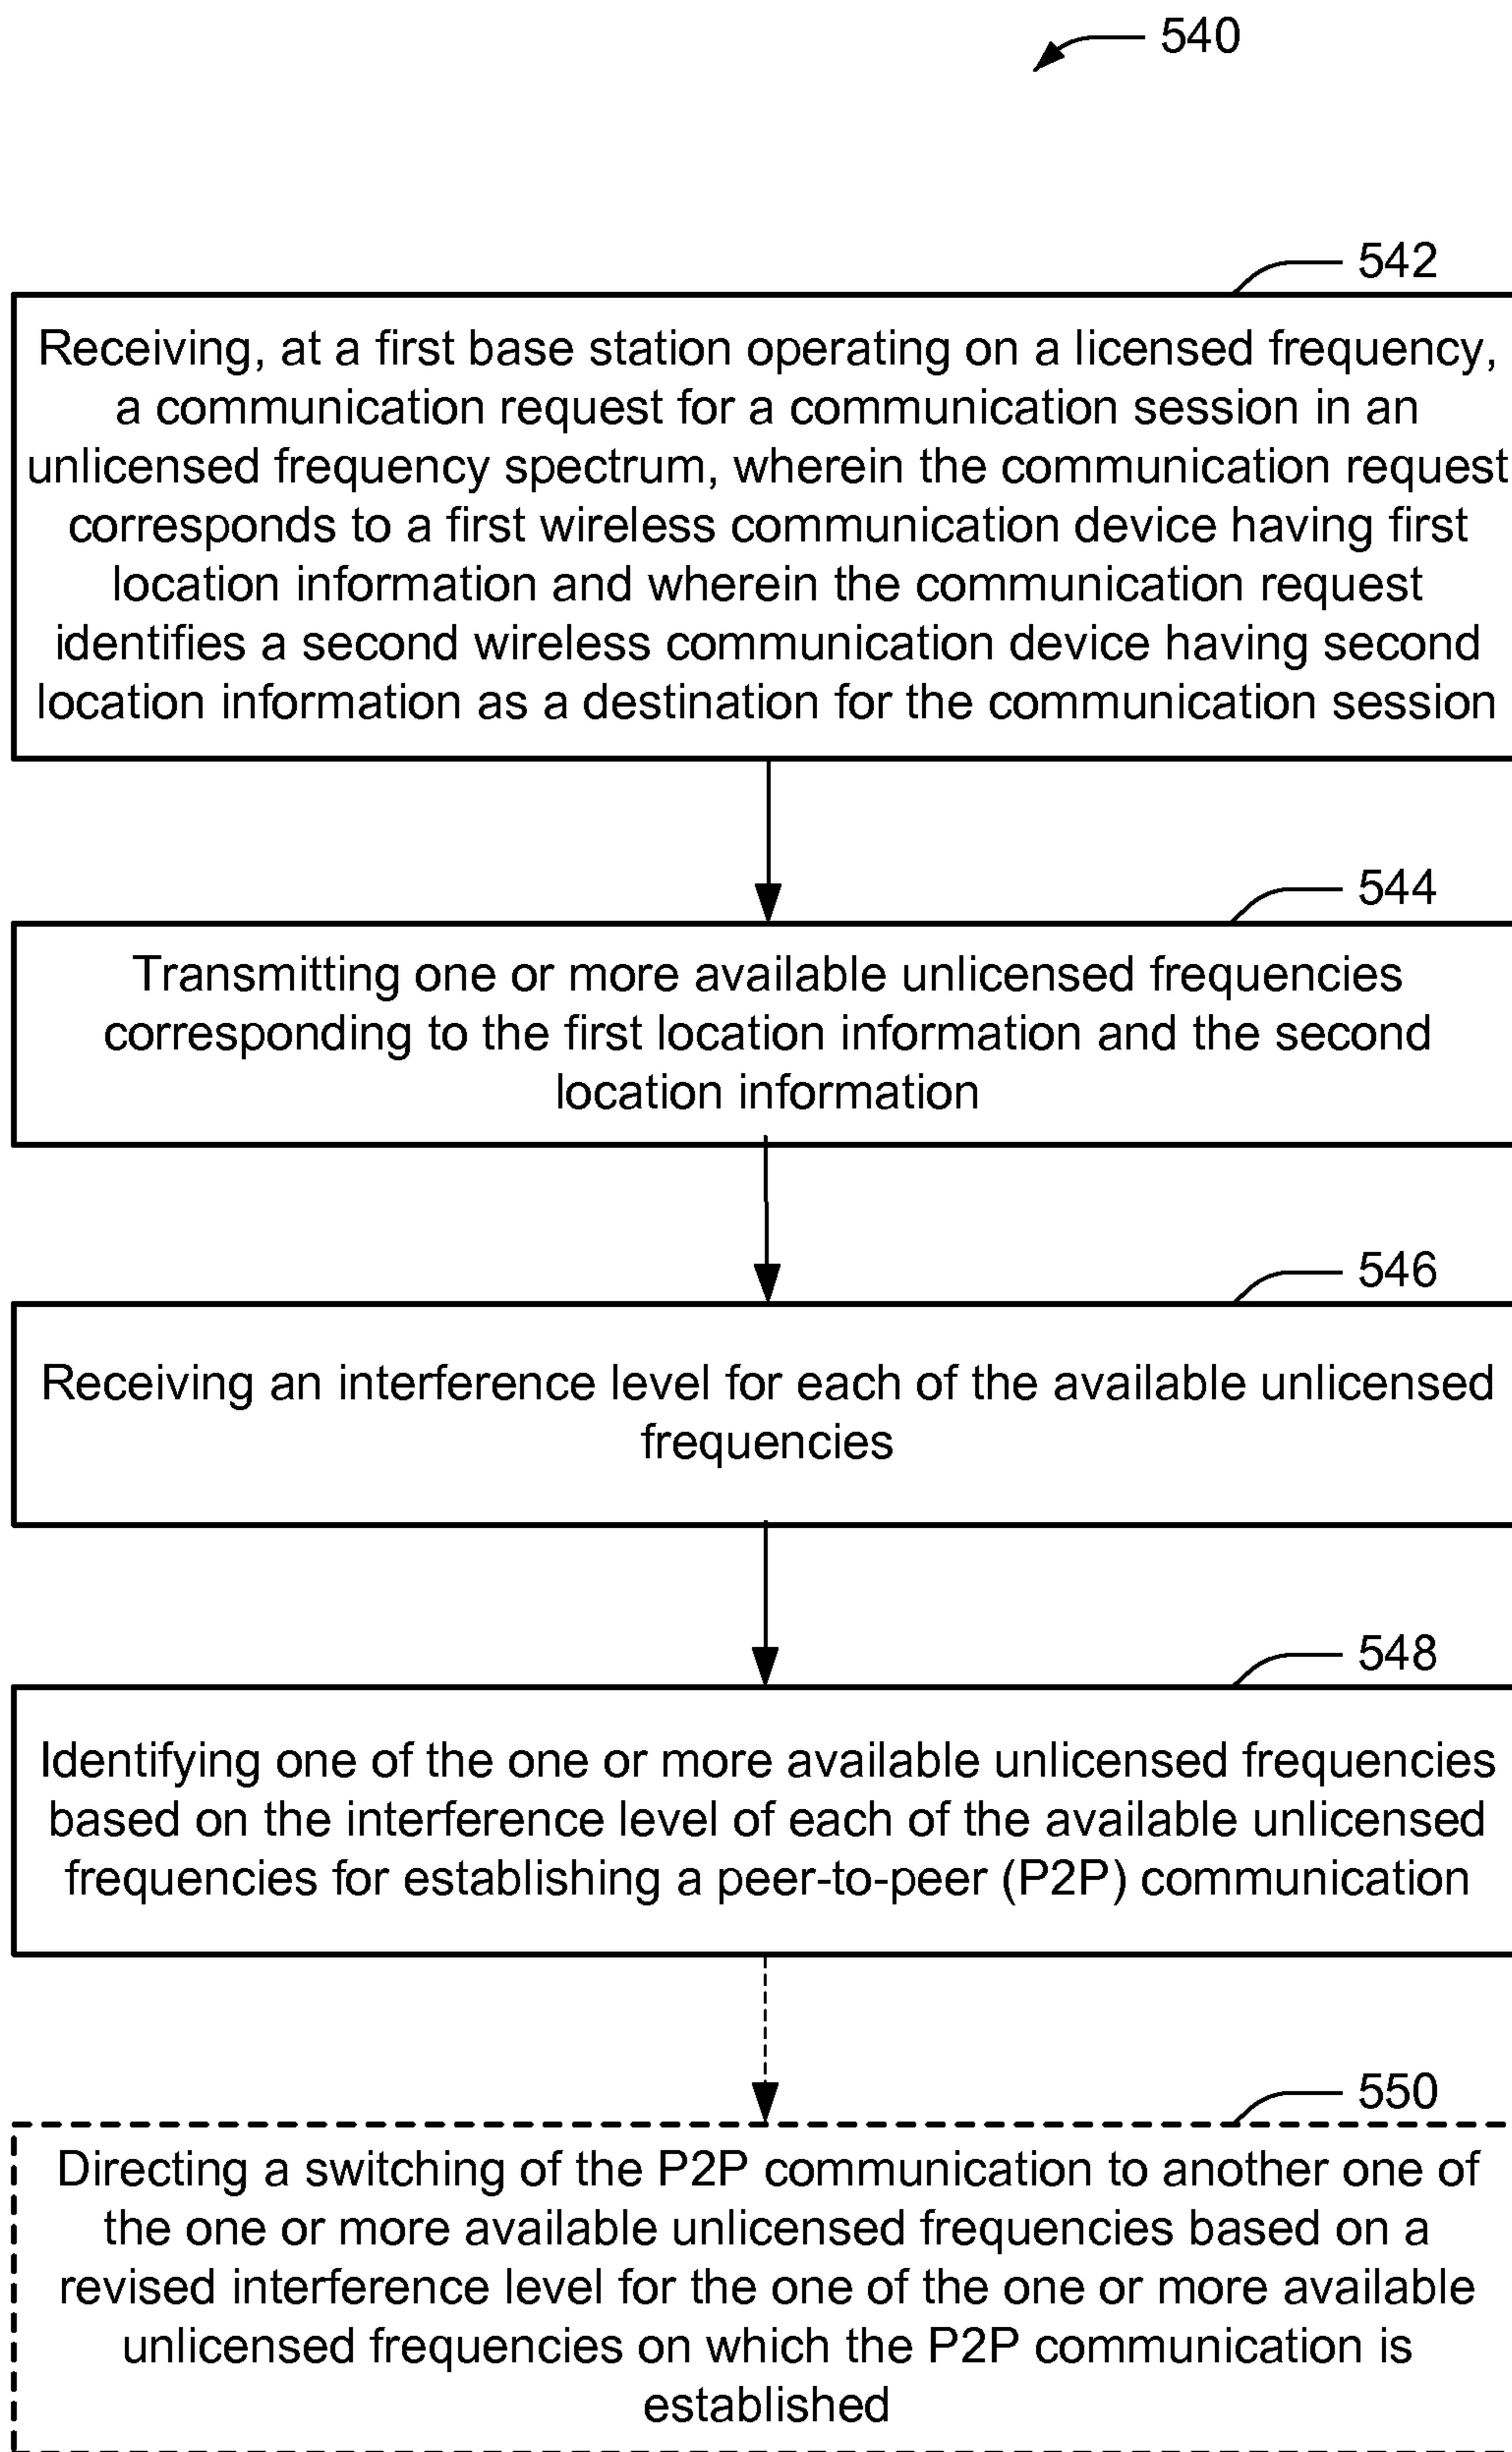 540
542
Receiving, at a first base station operating on a licensed frequency,
a communication request for a communication session in an
unlicensed frequency spectrum, wherein the communication request
corresponds to a first wireless communication device having first
location information and wherein the communication request
identifies a second wireless communication device having second
location information as a destination for the communication session
544
Transmitting one or more available unlicensed frequencies
corresponding to the first location information and the second
location information
546
Receiving an interference level for each of the available unlicensed
frequencies
548
Identifying one of the one or more available unlicensed frequencies
based on the interference level of each of the available unlicensed
frequencies for establishing a peer-to-peer (P2P) communication
550
Directing a switching of the P2P communication to another one of
the one or more available unlicensed frequencies based on a
revised interference level for the one of the one or more available
unlicensed frequencies on which the P2P communication is
established